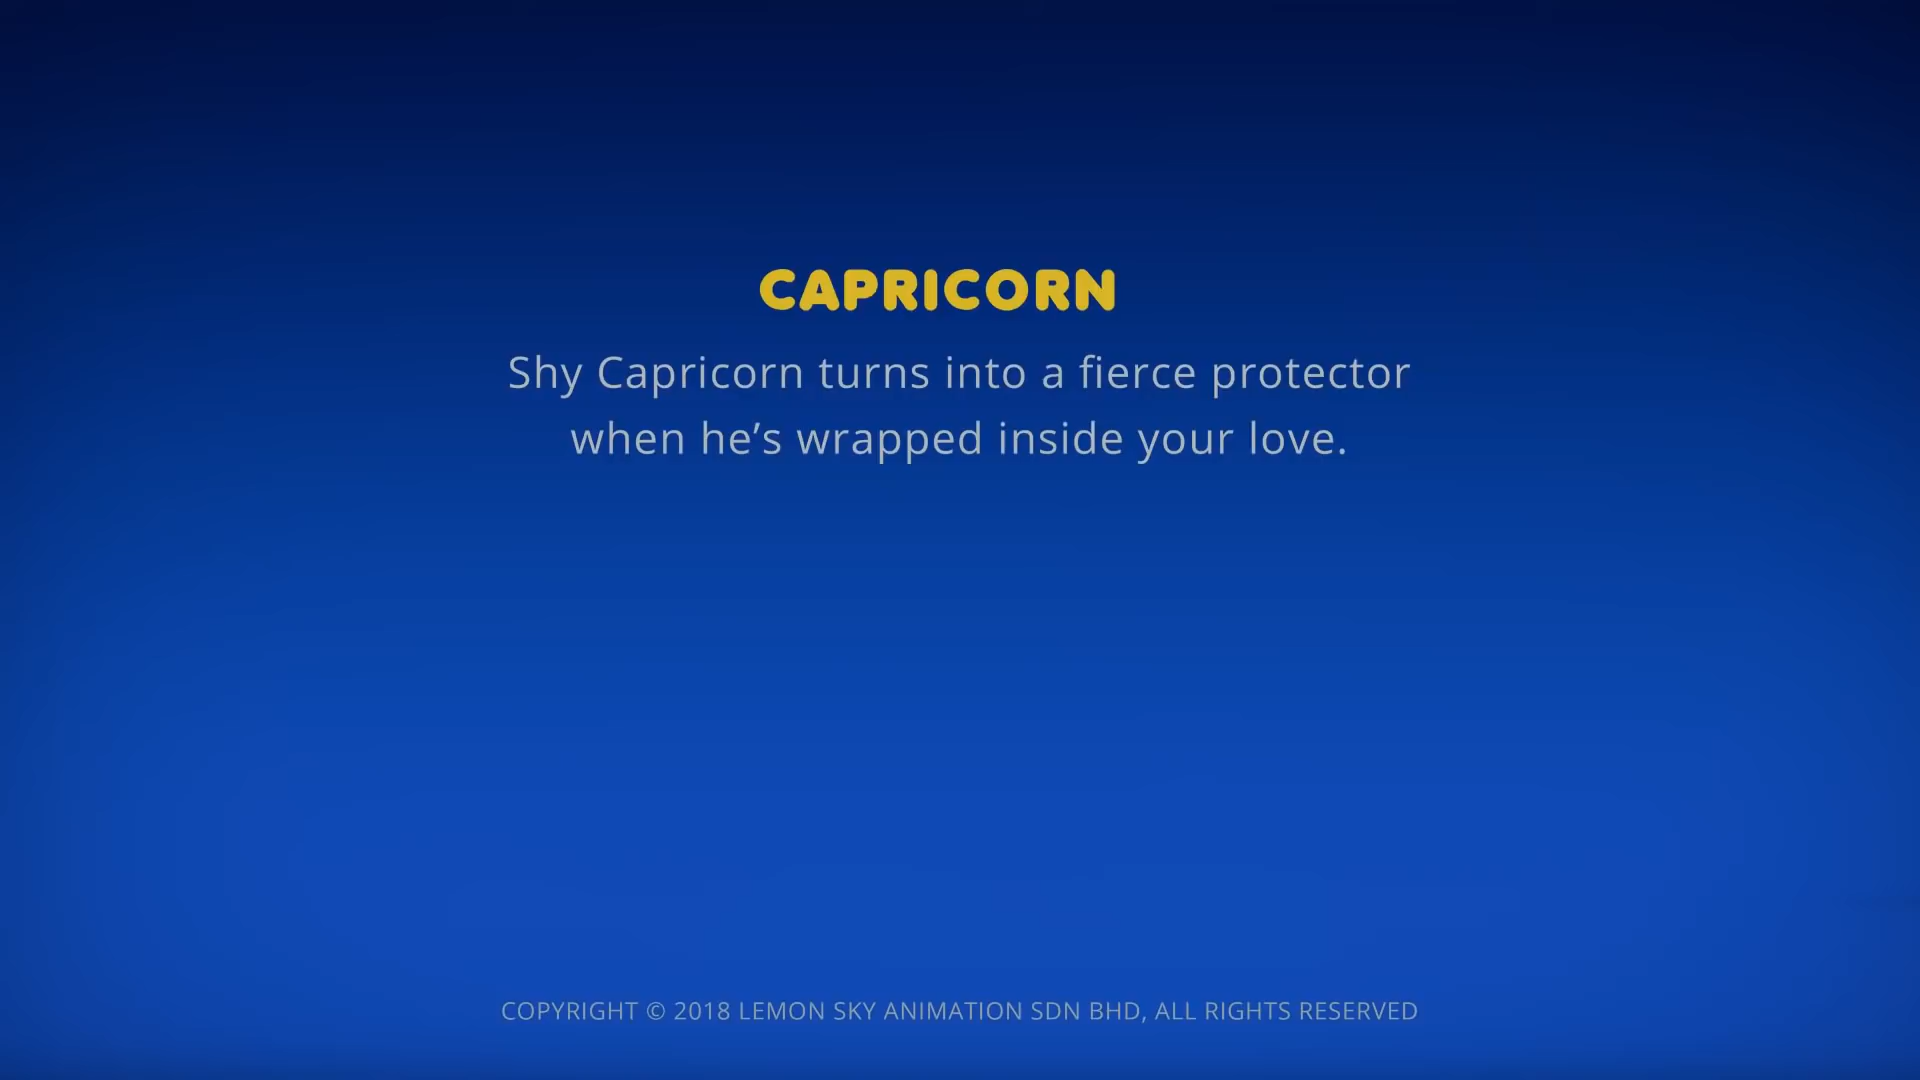 CAPRICORN
Shy Capricorn turns into a fierce protector
when he’s wrapped inside your love.
COPYRIGHT © 2018 LEMON SKY ANIMATION SDN BHD, ALL RIGHTS RESERVED